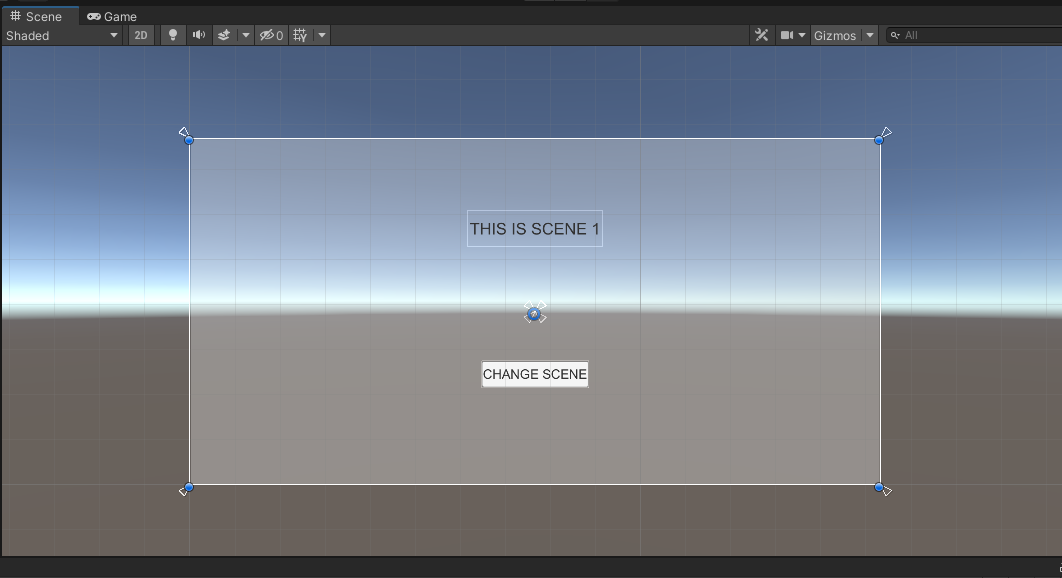 Scene Game
Shaded 2D 0 Gizmos All
THIS IS SCENE 1
CHANGE SCENE